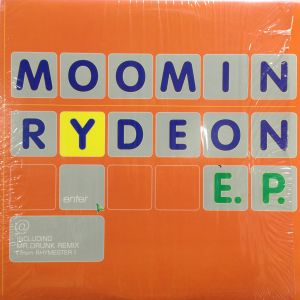 MOOMIN
RYDEON
enter
E.P.
@
INCLUDING
MR.DRUNK REMIX
( from RHYMESTER )